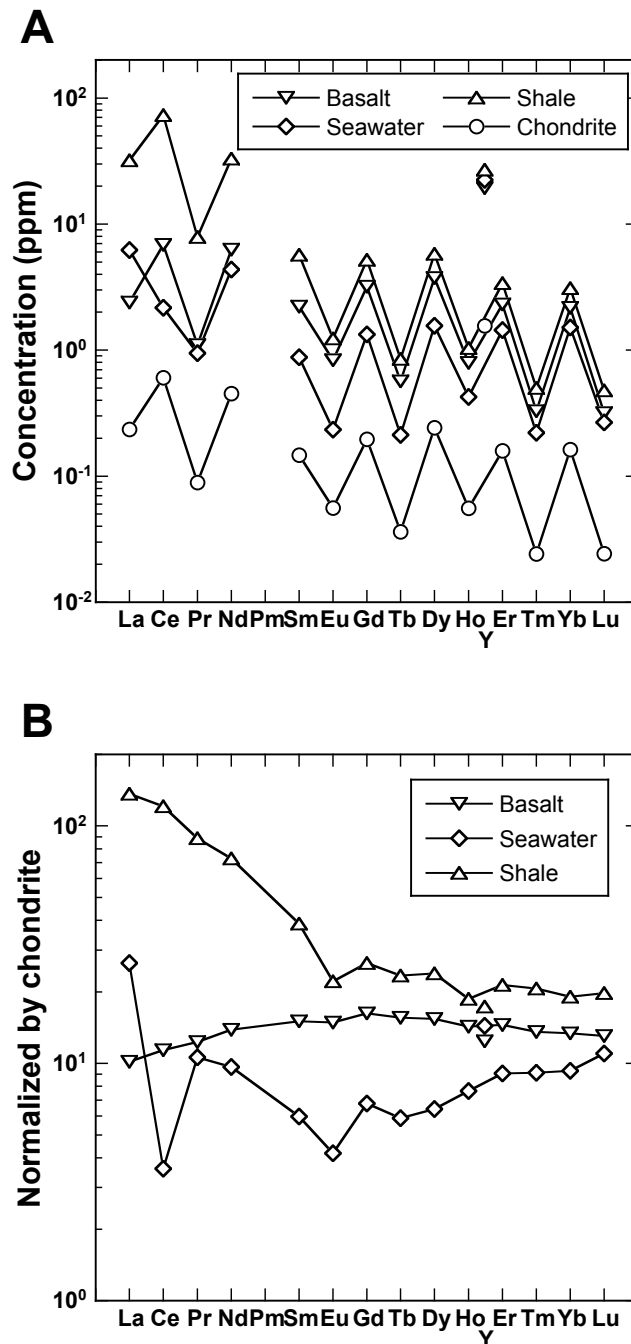 A
Concentration (ppm)
10²
10¹
10⁰
10⁻¹
10⁻²
Basalt Shale
Seawater Chondrite
La Ce Pr Nd Pm Sm Eu Gd Tb Dy Ho Er Tm Yb Lu
Y
B
Normalized by chondrite
10²
10¹
10⁰
Basalt
Seawater
Shale
La Ce Pr Nd Pm Sm Eu Gd Tb Dy Ho Er Tm Yb Lu
Y